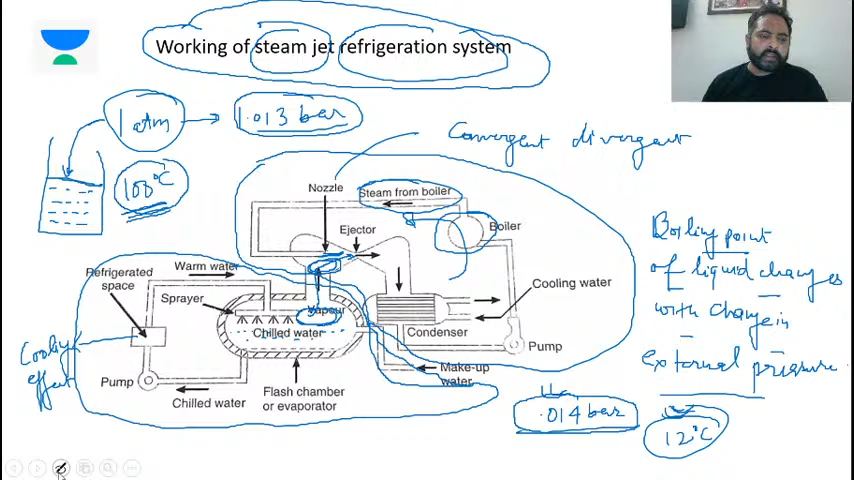 Working of steam jet refrigeration system
1 atm
1.013 bar
100°C
Convergent divergent
Nozzle
Steam from boiler
Ejector
Boiler
Boiling point
of liquid changes
with change in
external pressure.
Refrigerated
space
Warm water
Sprayer
Vapour
Chilled water
Cooling water
Condenser
Pump
Cooling
effect
Pump
Chilled water
Flash chamber
or evaporator
Make-up
water
.014 bar
12°C